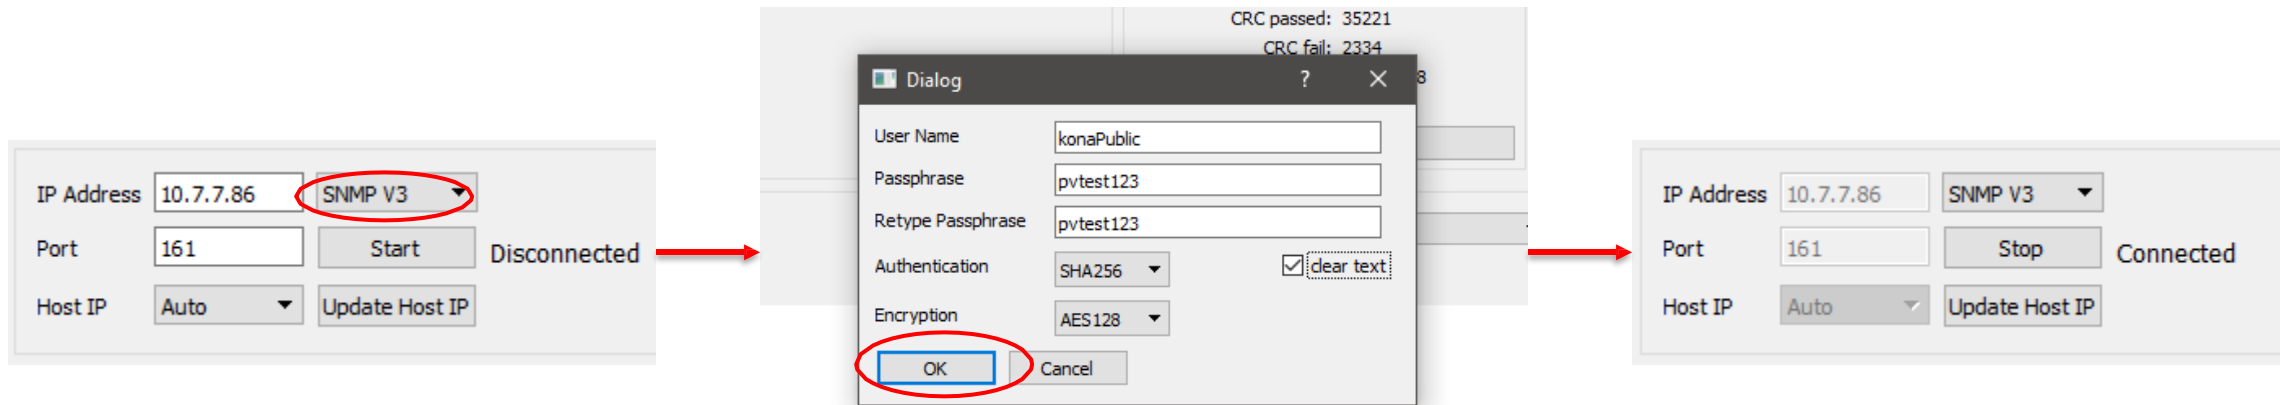 IP Address 10.7.7.86 SNMP V3
Port 161 Start Disconnected
Host IP Auto Update Host IP
CRC passed: 35221
CRC fail: 2334
8
Dialog ?
User Name konaPublic
Passphrase pvtest123
Retype Passphrase pvtest123
Authentication SHA256 clear text
Encryption AES128
OK Cancel
IP Address 10.7.7.86 SNMP V3
Port 161 Stop Connected
Host IP Auto Update Host IP